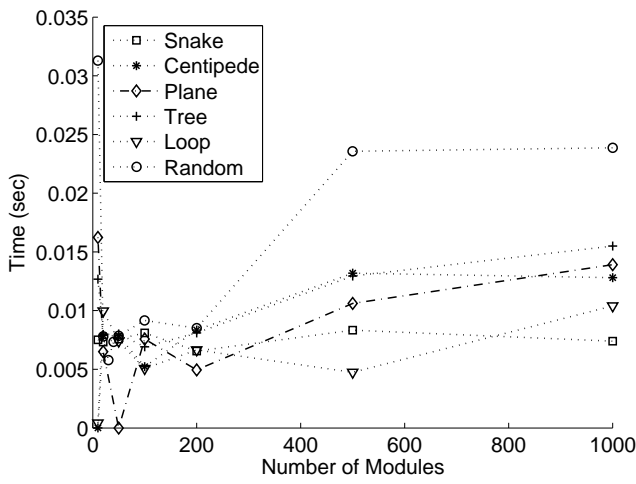 0.035
0.03
0.025
0.02
0.015
0.01
0.005
0
Time (sec)
Snake
Centipede
Plane
Tree
Loop
Random
0 200 400 600 800 1000
Number of Modules